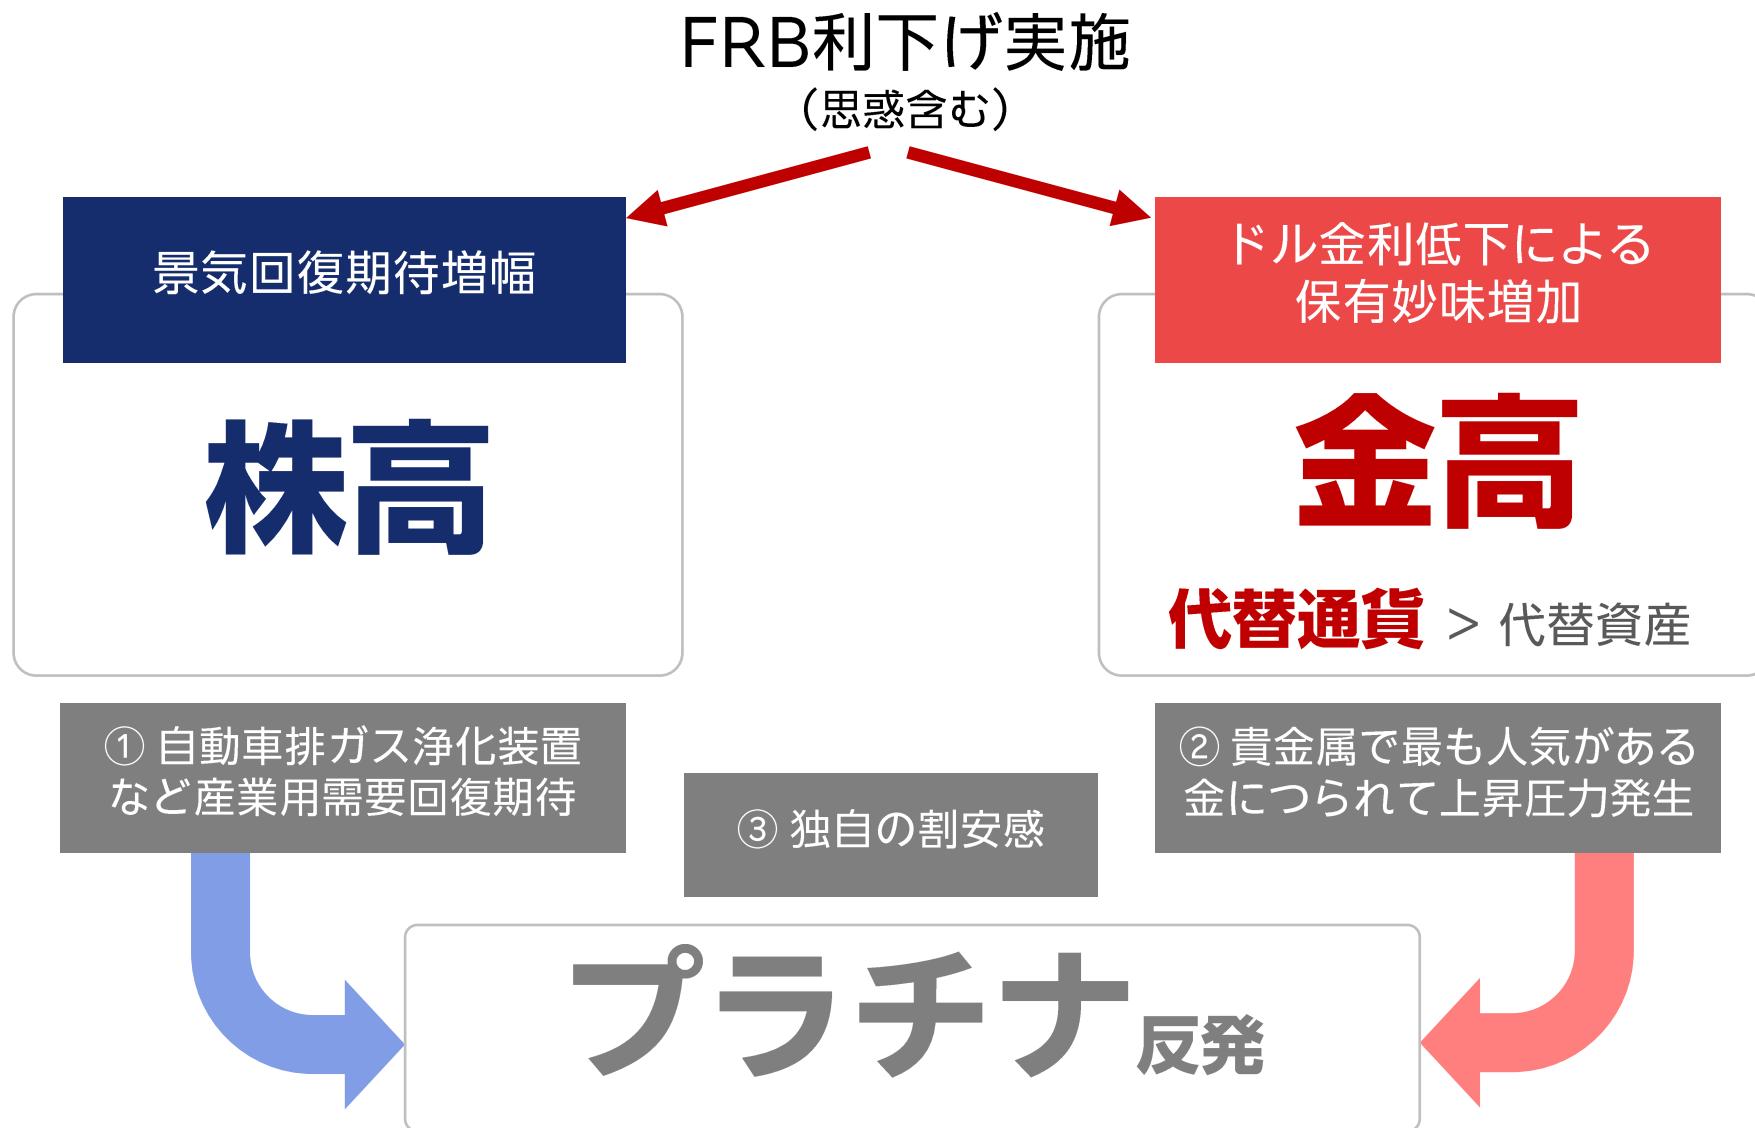 FRB利下げ実施
（思惑含む）
景気回復期待増幅
株高
ドル金利低下による
保有妙味増加
金高
代替通貨 > 代替資産
① 自動車排ガス浄化装置
など産業用需要回復期待
② 貴金属で最も人気がある
金につられて上昇圧力発生
③ 独自の割安感
プラチナ反発